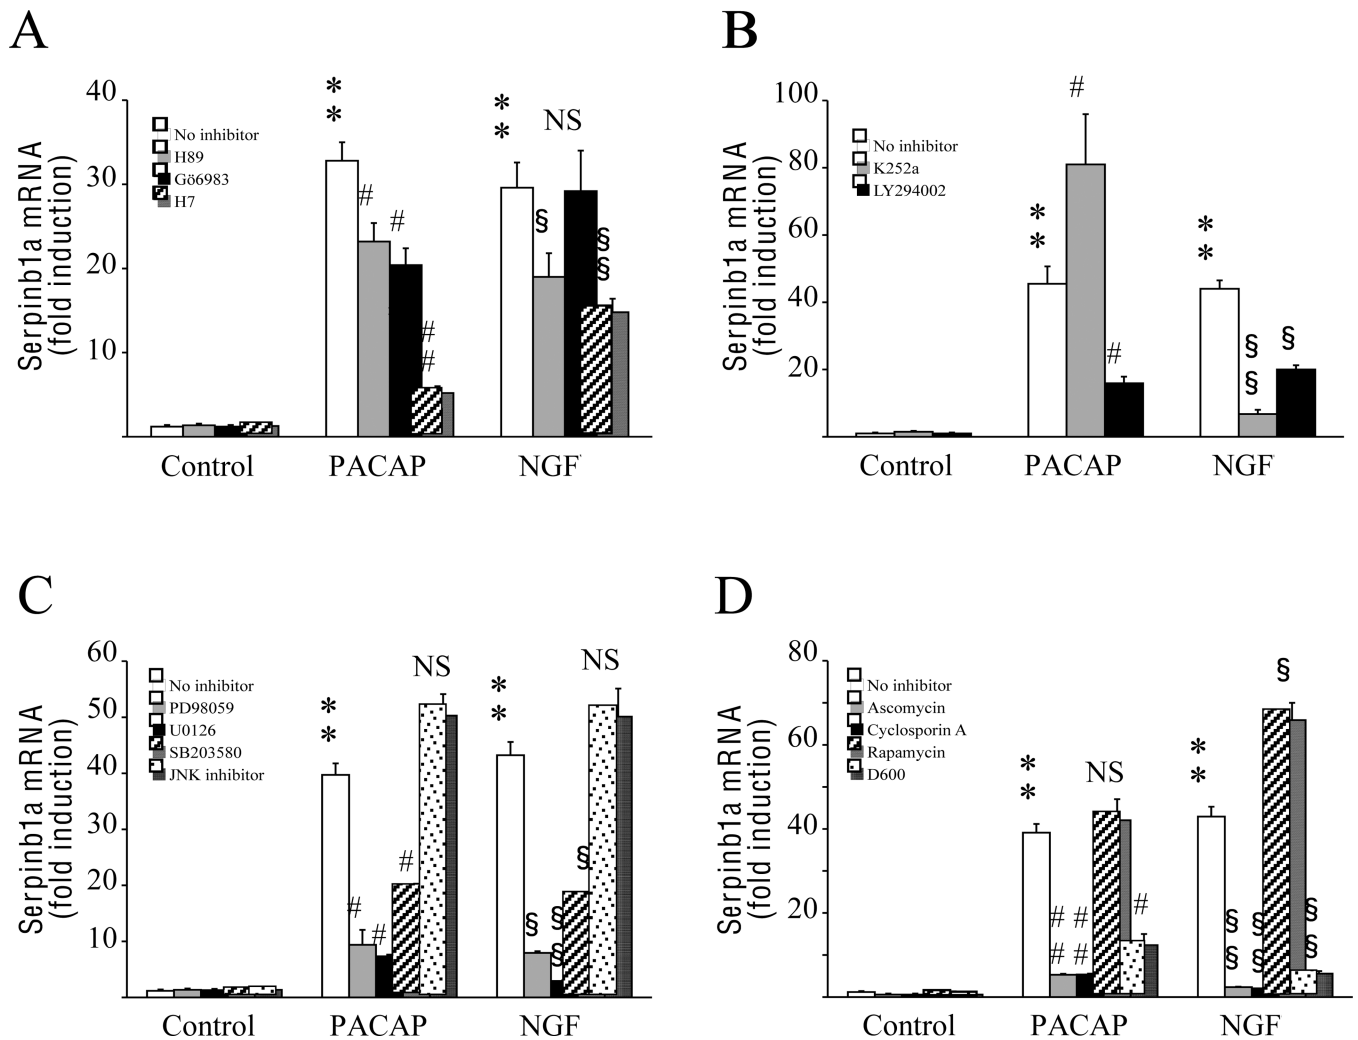 A
Serpinb1a mRNA
(fold induction)
40
30
20
10
No inhibitor
H89
Gö6983
H7
*
*
#
#
#
#
*
*
§
NS
§
§
Control
PACAP
NGF
B
Serpinb1a mRNA
(fold induction)
100
80
60
40
20
No inhibitor
K252a
LY294002
*
*
#
#
*
*
§
§
§
Control
PACAP
NGF
C
Serpinb1a mRNA
(fold induction)
60
50
40
30
20
10
No inhibitor
PD98059
U0126
SB203580
JNK inhibitor
*
*
#
#
#
NS
*
*
§
§
§
§
NS
Control
PACAP
NGF
D
Serpinb1a mRNA
(fold induction)
80
60
40
20
No inhibitor
Ascomycin
Cyclosporin A
Rapamycin
D600
*
*
# #
# #
NS
#
*
*
§ §
§ §
§
§
§
Control
PACAP
NGF